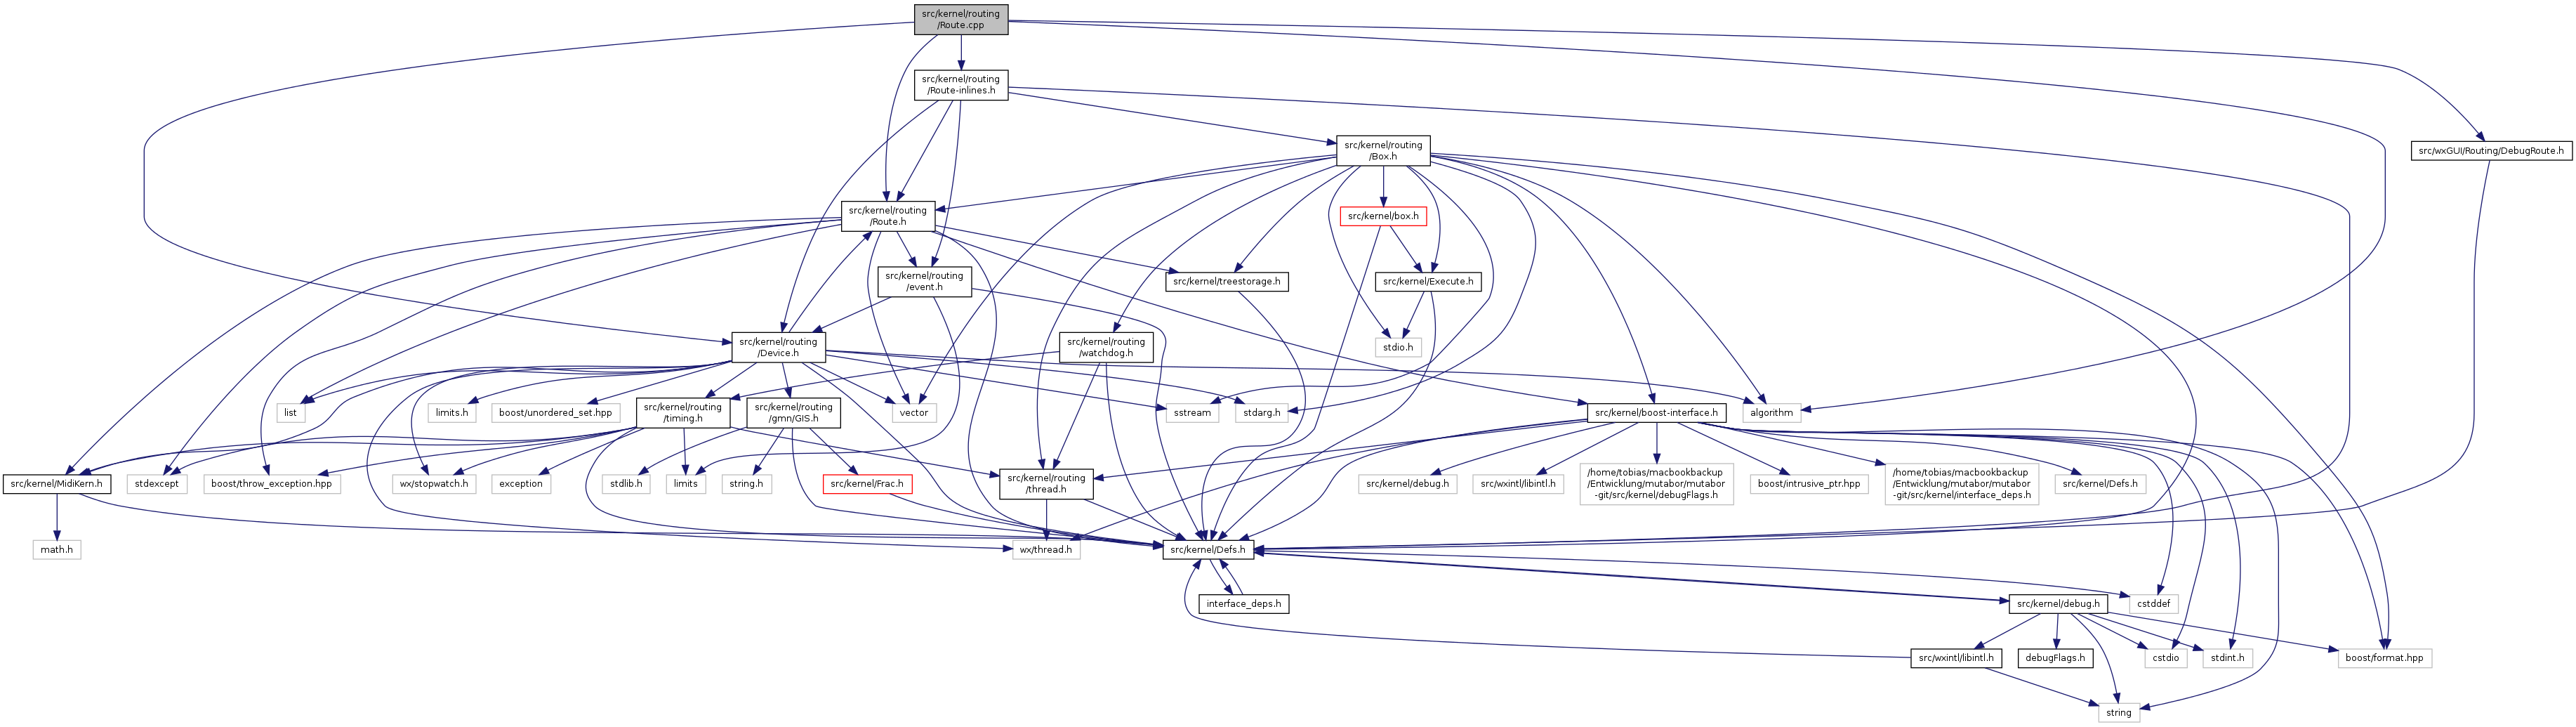 src/kernel/routing
/Route.cpp
src/kernel/routing
/Route-inlines.h
src/kernel/routing
/Box.h
src/wxGUI/Routing/DebugRoute.h
src/kernel/routing
/Route.h
src/kernel/box.h
src/kernel/routing
/event.h
src/kernel/treestorage.h
src/kernel/Execute.h
src/kernel/routing
/Device.h
src/kernel/routing
/watchdog.h
stdio.h
list
limits.h
boost/unordered_set.hpp
src/kernel/routing
/timing.h
src/kernel/routing
/gmn/GIS.h
vector
sstream
stdarg.h
src/kernel/boost-interface.h
algorithm
src/kernel/MidiKern.h
stdexcept
boost/throw_exception.hpp
wx/stopwatch.h
exception
stdlib.h
limits
string.h
src/kernel/Frac.h
src/kernel/routing
/thread.h
src/kernel/debug.h
src/wxintl/libintl.h
/home/tobias/macbookbackup
/Entwicklung/mutabor/mutabor
-git/src/kernel/debugFlags.h
boost/intrusive_ptr.hpp
/home/tobias/macbookbackup
/Entwicklung/mutabor/mutabor
-git/src/kernel/interface_deps.h
src/kernel/Defs.h
math.h
wx/thread.h
src/kernel/Defs.h
interface_deps.h
src/kernel/debug.h
cstddef
src/wxintl/libintl.h
debugFlags.h
cstdio
stdint.h
boost/format.hpp
string